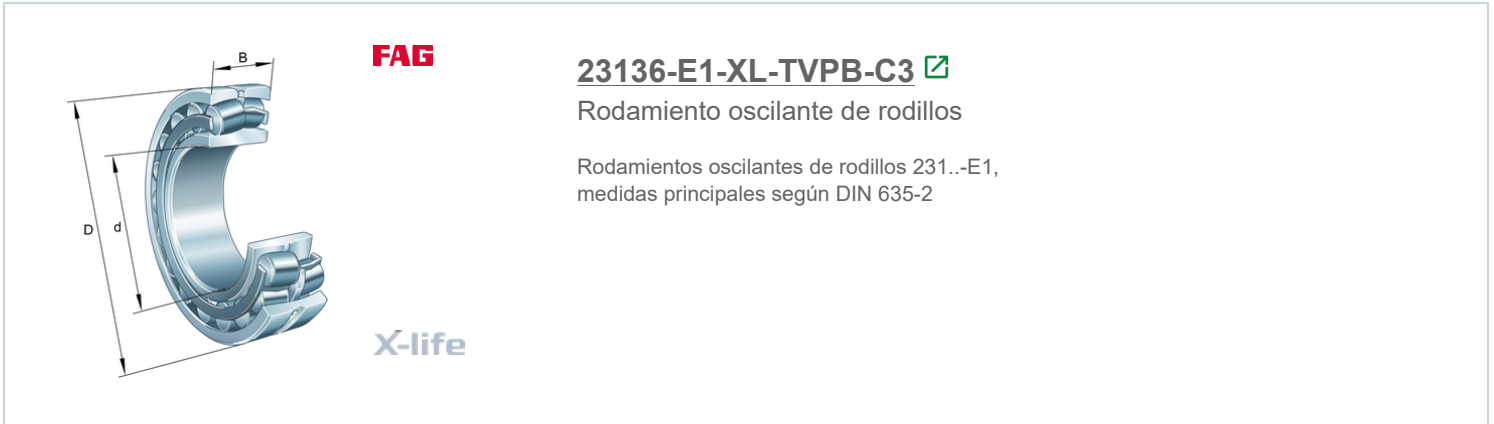 B
FAG
23136-E1-XL-TVPB-C3
Rodamiento oscilante de rodillos
Rodamientos oscilantes de rodillos 231..-E1,
medidas principales según DIN 635-2
D
d
X-life